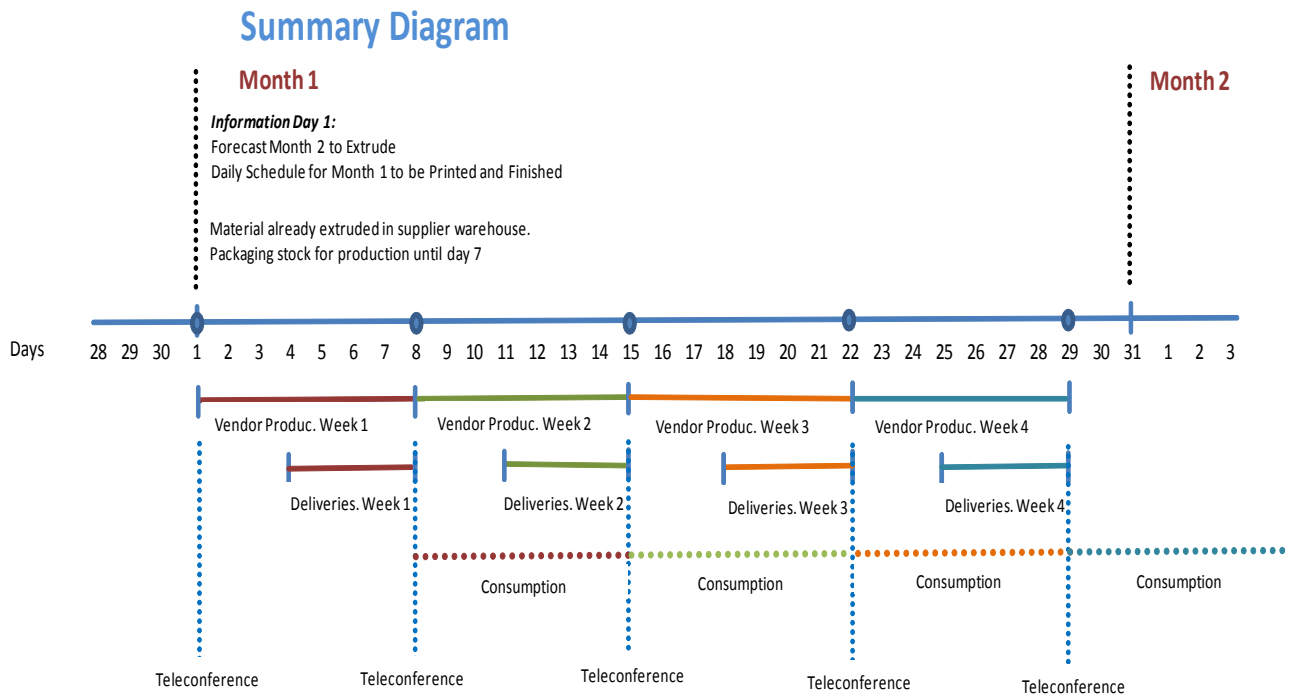 Summary Diagram
Month 1
Month 2
Information Day 1:
Forecast Month 2 to Extrude
Daily Schedule for Month 1 to be Printed and Finished
Material already extruded in supplier warehouse.
Packaging stock for production until day 7
Days 28 29 30 1 2 3 4 5 6 7 8 9 10 11 12 13 14 15 16 17 18 19 20 21 22 23 24 25 26 27 28 29 30 31 1 2 3
Vendor Produc. Week 1 Vendor Produc. Week 2 Vendor Produc. Week 3 Vendor Produc. Week 4
Deliveries. Week 1 Deliveries. Week 2 Deliveries. Week 3 Deliveries. Week 4
Consumption Consumption Consumption Consumption
Teleconference Teleconference Teleconference Teleconference Teleconference